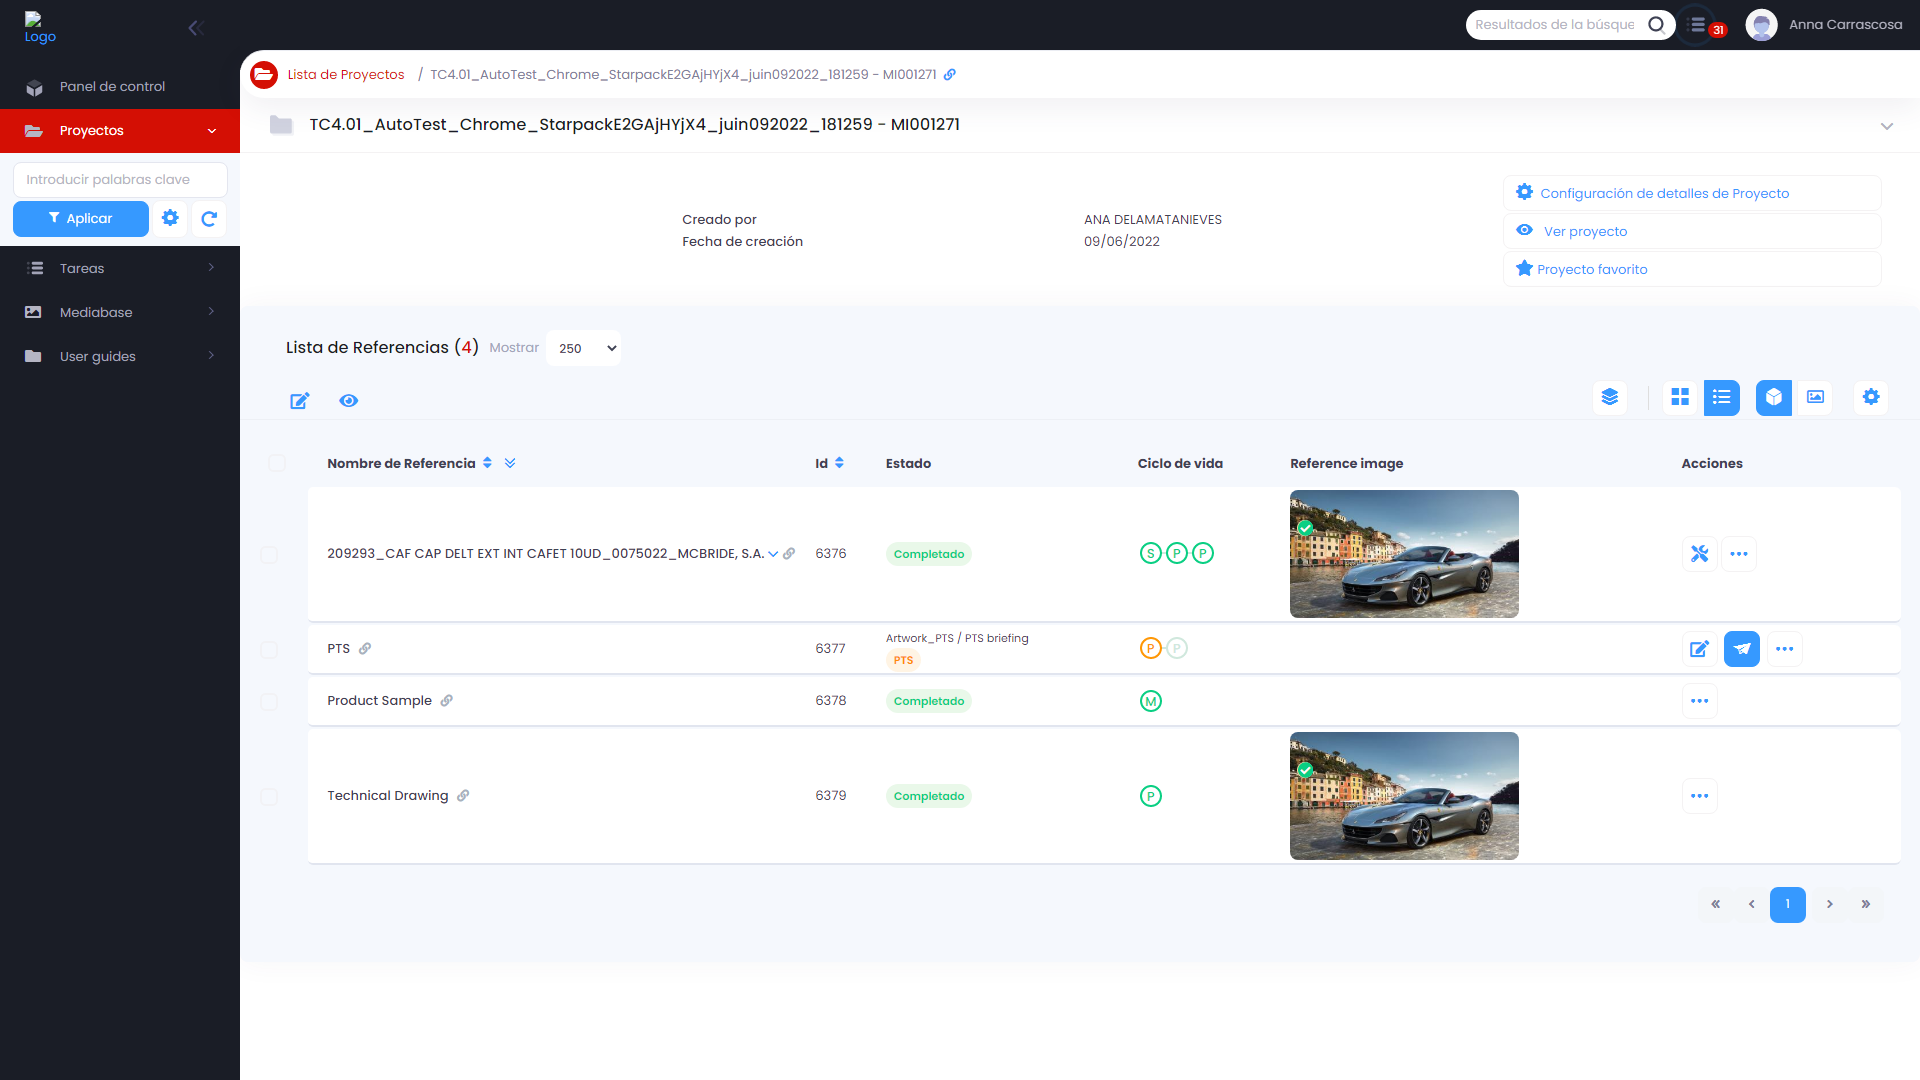 Logo
Resultados de la búsque
31
Anna Carrascosa
Panel de control
Proyectos
Introducir palabras clave
Aplicar
Tareas
Mediabase
User guides
Lista de Proyectos / TC4.01_AutoTest_Chrome_StarpackE2GAjHYjX4_juin092022_181259 - MI001271
TC4.01_AutoTest_Chrome_StarpackE2GAjHYjX4_juin092022_181259 - MI001271
Creado por ANA DELAMATANIEVES
Fecha de creación 09/06/2022
Configuración de detalles de Proyecto
Ver proyecto
Proyecto favorito
Lista de Referencias (4) Mostrar 250
Nombre de Referencia Id Estado Ciclo de vida Reference image Acciones
209293_CAF CAP DELT EXT INT CAFET 10UD_0075022_MCBRIDE, S.A. 6376 Completado S P P
PTS 6377 Artwork_PTS / PTS briefing P P
PTS
Product Sample 6378 Completado M
Technical Drawing 6379 Completado P
« ‹ 1 › »